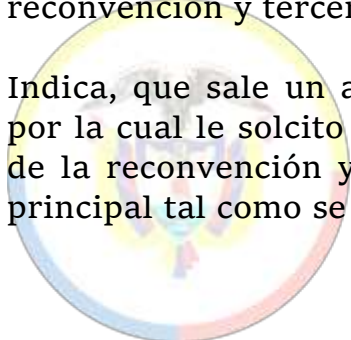 reconvención y tercer
Indica, que sale un a
por la cual le solcito
de la reconvención y
principal tal como se